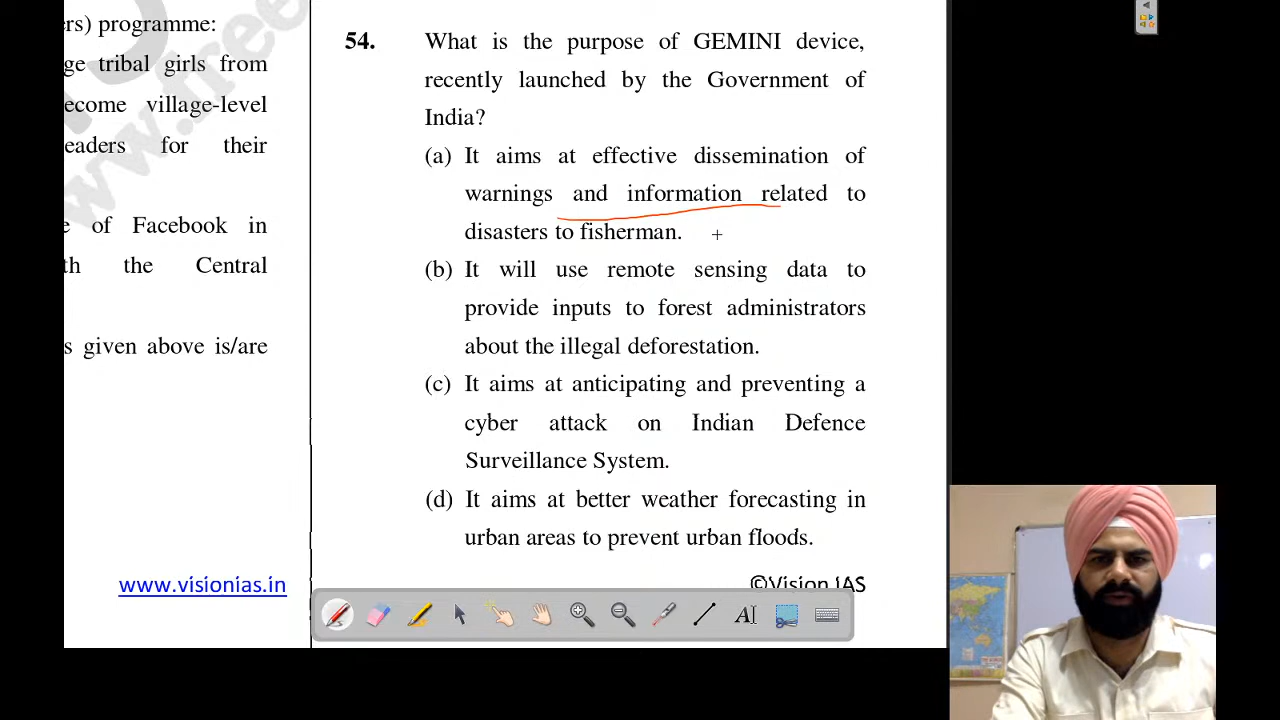 ers) programme:
ge tribal girls from
ecome village-level
eaders for their
e of Facebook in
th the Central
s given above is/are
www.visionias.in
54. What is the purpose of GEMINI device,
recently launched by the Government of
India?
(a) It aims at effective dissemination of
warnings and information related to
disasters to fisherman.
(b) It will use remote sensing data to
provide inputs to forest administrators
about the illegal deforestation.
(c) It aims at anticipating and preventing a
cyber attack on Indian Defence
Surveillance System.
(d) It aims at better weather forecasting in
urban areas to prevent urban floods.
©Vision IAS